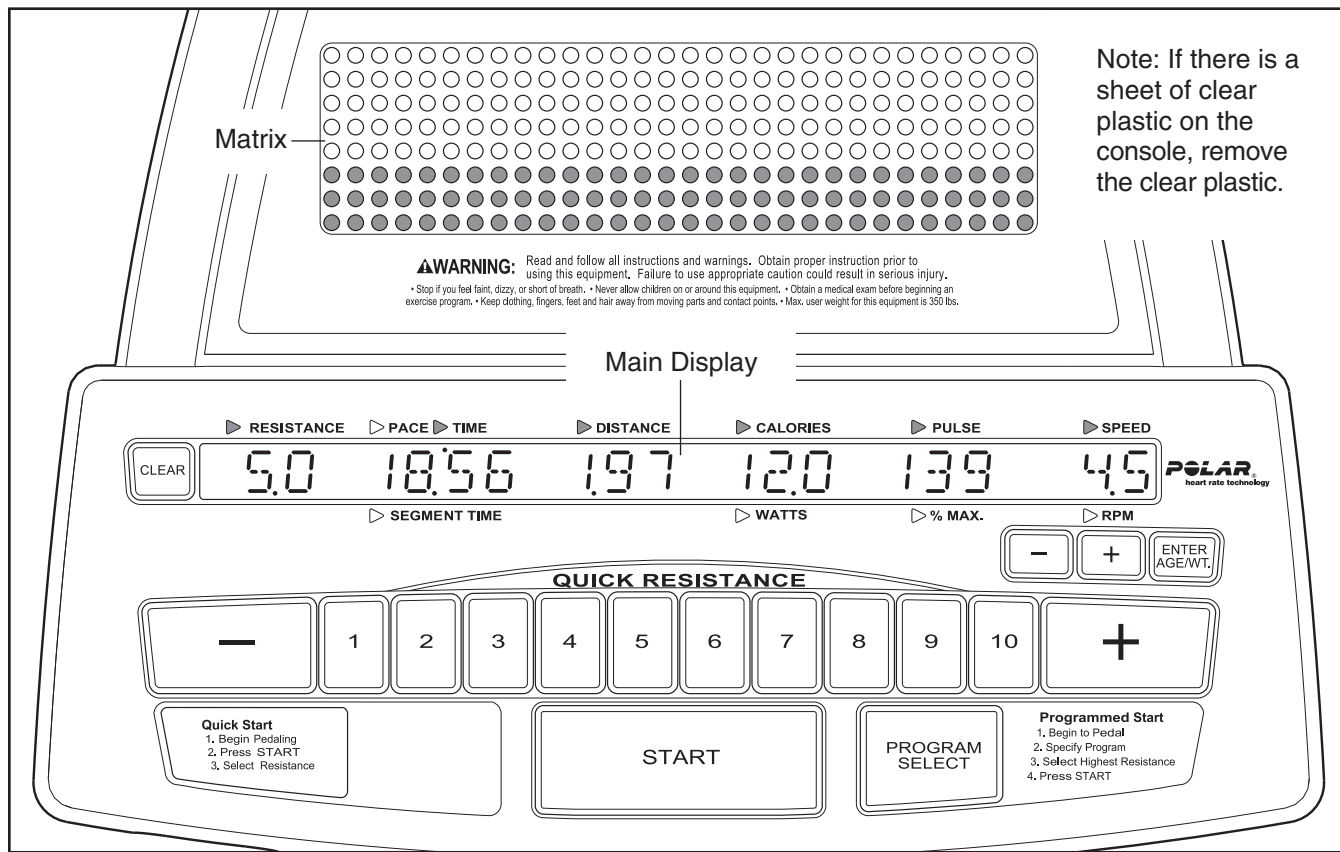 Note: If there is a
sheet of clear
plastic on the
console, remove
the clear plastic.
Matrix
⚠WARNING: Read and follow all instructions and warnings. Obtain proper instruction prior to
using this equipment. Failure to use appropriate caution could result in serious injury.
• Stop if you feel faint, dizzy, or short of breath. • Never allow children on or around this equipment. • Obtain a medical exam before beginning an
exercise program. • Keep clothing, fingers, feet and hair away from moving parts and contact points. • Max. user weight for this equipment is 350 lbs.
Main Display
RESISTANCE PACE TIME DISTANCE CALORIES PULSE SPEED
CLEAR 5.0 18:56 1.97 12.0 139 4.5 POLAR®
heart rate technology
SEGMENT TIME WATTS % MAX. RPM
− + ENTER
AGE/WT.
QUICK RESISTANCE
− 1 2 3 4 5 6 7 8 9 10 +
Quick Start
1. Begin Pedaling
2. Press START
3. Select Resistance
START
PROGRAM
SELECT
Programmed Start
1. Begin to Pedal
2. Specify Program
3. Select Highest Resistance
4. Press START